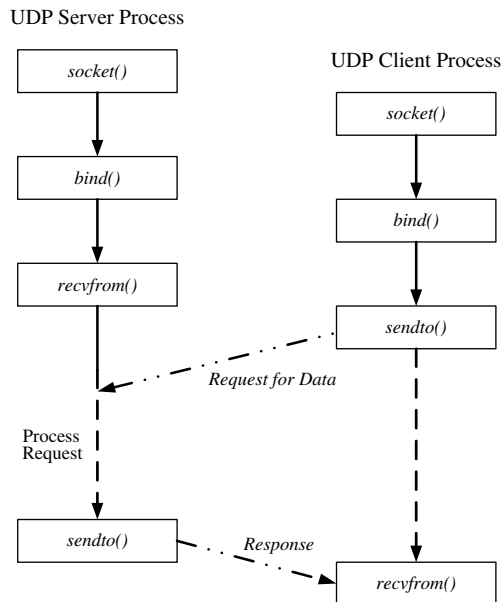 UDP Server Process
UDP Client Process
socket()
socket()
bind()
bind()
recvfrom()
sendto()
Request for Data
Process
Request
sendto()
Response
recvfrom()